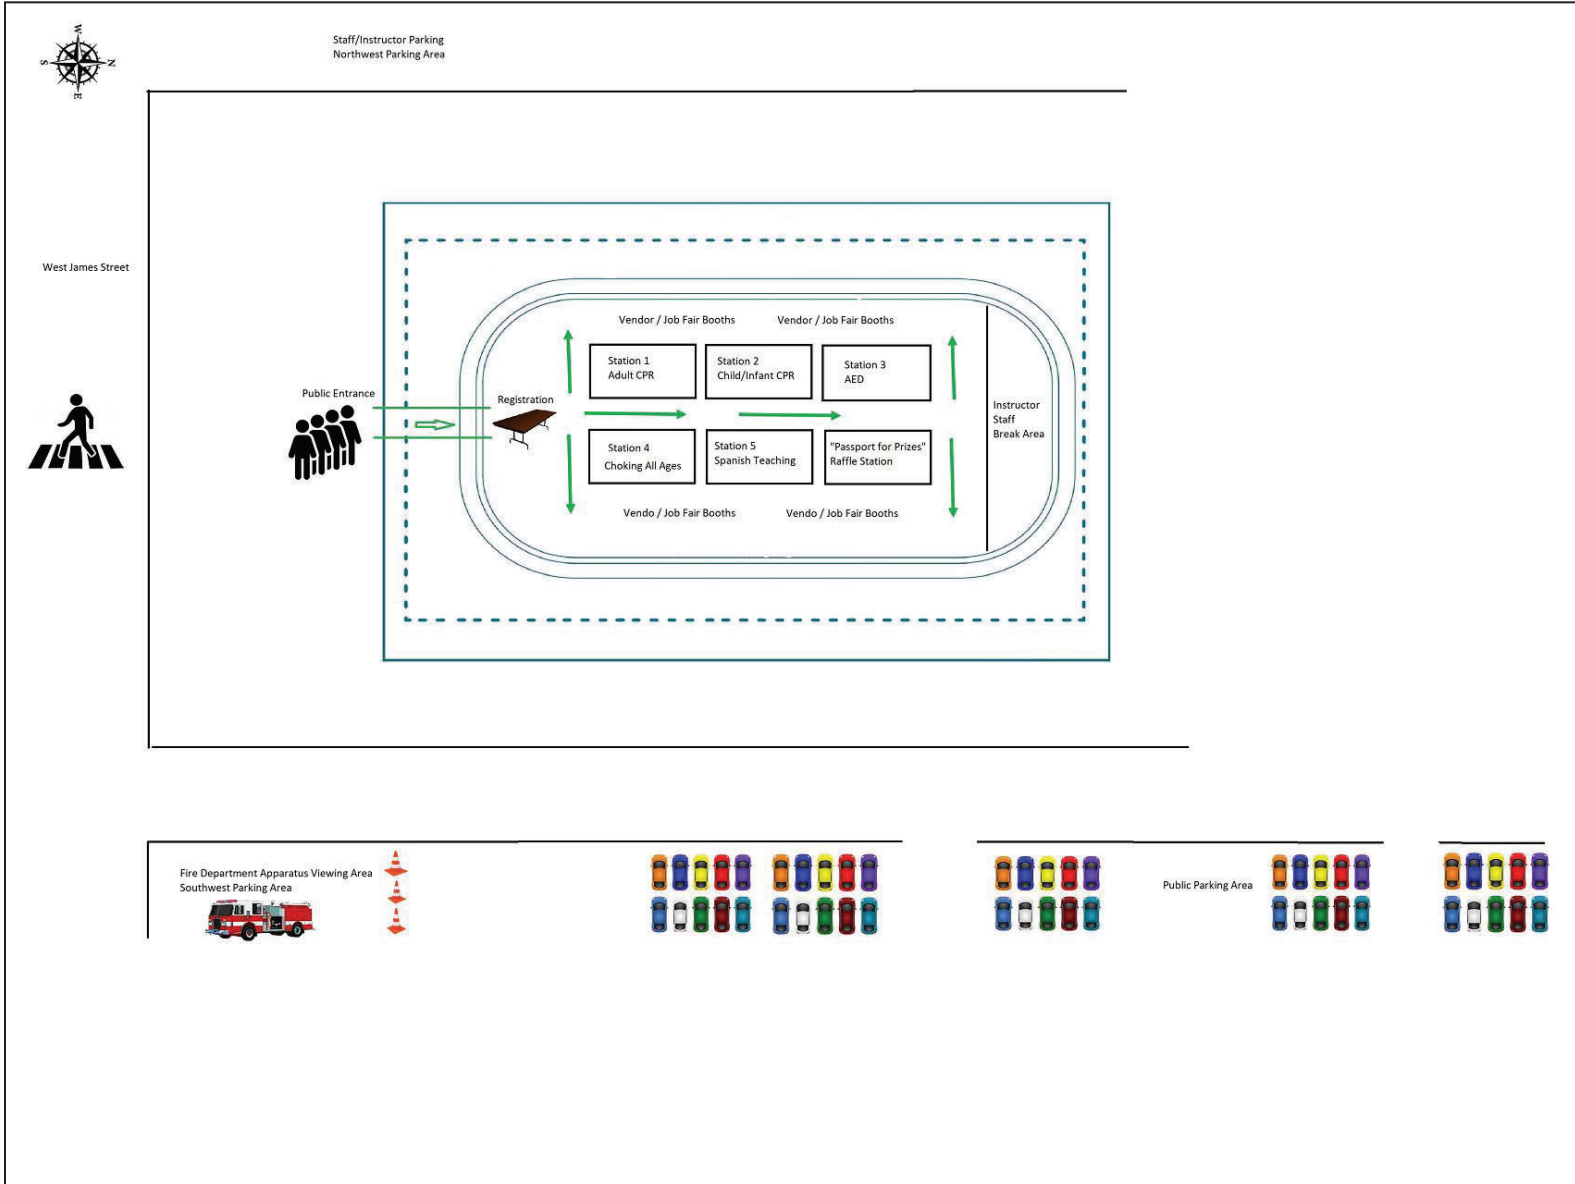 W
S
N
E
Staff/Instructor Parking
Northwest Parking Area
West James Street
Public Entrance
Registration
Vendor / Job Fair Booths
Vendor / Job Fair Booths
Station 1
Adult CPR
Station 2
Child/Infant CPR
Station 3
AED
Station 4
Choking All Ages
Station 5
Spanish Teaching
"Passport for Prizes"
Raffle Station
Instructor
Staff
Break Area
Vendo / Job Fair Booths
Vendo / Job Fair Booths
Fire Department Apparatus Viewing Area
Southwest Parking Area
Public Parking Area